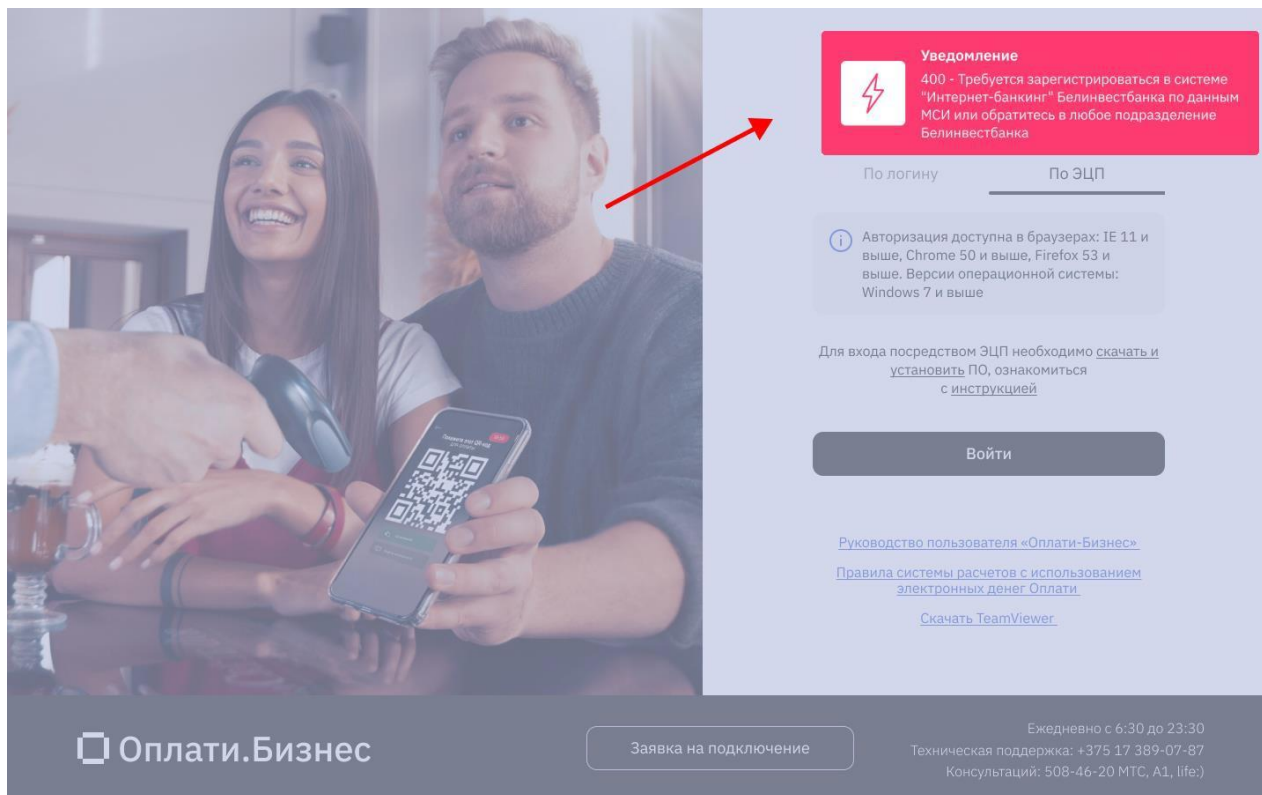 Уведомление
400 - Требуется зарегистрироваться в системе
"Интернет-банкинг" Белинвестбанка по данным
МСИ или обратитесь в любое подразделение
Белинвестбанка
По логину
По ЭЦП
Авторизация доступна в браузерах: IE 11 и
выше, Chrome 50 и выше, Firefox 53 и
выше. Версии операционной системы:
Windows 7 и выше
Для входа посредством ЭЦП необходимо скачать и
установить ПО, ознакомиться
с инструкцией
Войти
Руководство пользователя «Оплати-Бизнес»
Правила системы расчетов с использованием
электронных денег Оплати
Скачать TeamViewer
Оплати.Бизнес
Заявка на подключение
Ежедневно с 6:30 до 23:30
Техническая поддержка: +375 17 389-07-87
Консультаций: 508-46-20 МТС, A1, life:)